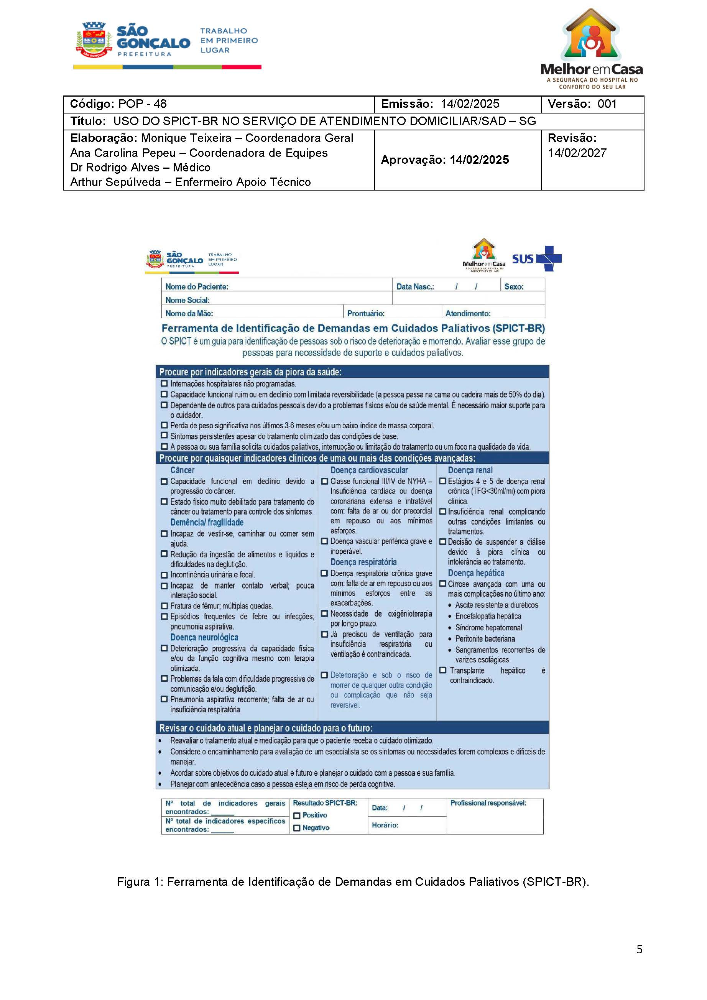 SÃO
GONÇALO
PREFEITURA
TRABALHO
EM PRIMEIRO
LUGAR
Melhor em Casa
A SEGURANÇA DO HOSPITAL NO
CONFORTO DO SEU LAR
Código: POP - 48
Emissão: 14/02/2025
Versão: 001
Título: USO DO SPICT-BR NO SERVIÇO DE ATENDIMENTO DOMICILIAR/SAD – SG
Elaboração: Monique Teixeira – Coordenadora Geral
Ana Carolina Pepeu – Coordenadora de Equipes
Dr Rodrigo Alves – Médico
Arthur Sepúlveda – Enfermeiro Apoio Técnico
Aprovação: 14/02/2025
Revisão:
14/02/2027
SÃO
GONÇALO
PREFEITURA
TRABALHO
EM PRIMEIRO
LUGAR
Melhor em Casa
A SEGURANÇA DO HOSPITAL NO
CONFORTO DO SEU LAR
SUS
Nome do Paciente:
Data Nasc.: / /
Sexo:
Nome Social:
Nome da Mãe:
Prontuário:
Atendimento:
Ferramenta de Identificação de Demandas em Cuidados Paliativos (SPICT-BR)
O SPICT é um guia para identificação de pessoas sob o risco de deterioração e morrendo. Avaliar esse grupo de
pessoas para necessidade de suporte e cuidados paliativos.
Procure por indicadores gerais da piora da saúde:
Internações hospitalares não programadas.
Capacidade funcional ruim ou em declínio com limitada reversibilidade (a pessoa passa na cama ou cadeira mais de 50% do dia).
Dependente de outros para cuidados pessoais devido a problemas físicos e/ou de saúde mental. É necessário maior suporte para
o cuidador.
Perda de peso significativa nos últimos 3-6 meses e/ou um baixo índice de massa corporal.
Sintomas persistentes apesar do tratamento otimizado das condições de base.
A pessoa ou sua família solicita cuidados paliativos, interrupção ou limitação do tratamento ou um foco na qualidade de vida.
Procure por quaisquer indicadores clínicos de uma ou mais das condições avançadas:
Câncer
Capacidade funcional em declínio devido a
progressão do câncer.
Estado físico muito debilitado para tratamento do
câncer ou tratamento para controle dos sintomas.
Demência/ fragilidade
Incapaz de vestir-se, caminhar ou comer sem
ajuda.
Redução da ingestão de alimentos e líquidos e
dificuldades na deglutição.
Incontinência urinária e fecal.
Incapaz de manter contato verbal; pouca
interação social.
Fratura de fêmur; múltiplas quedas.
Episódios frequentes de febre ou infecções;
pneumonia aspirativa.
Doença neurológica
Deterioração progressiva da capacidade física
e/ou da função cognitiva mesmo com terapia
otimizada.
Problemas da fala com dificuldade progressiva de
comunicação e/ou deglutição.
Pneumonia aspirativa recorrente; falta de ar ou
insuficiência respiratória.
Doença cardiovascular
Classe funcional III/IV de NYHA –
Insuficiência cardíaca ou doença
coronariana extensa e intratável
com: falta de ar ou dor precordial
em repouso ou aos mínimos
esforços.
Doença vascular periférica grave e
inoperável.
Doença respiratória
Doença respiratória crônica grave
com: falta de ar em repouso ou aos
mínimos esforços entre as
exacerbações.
Necessidade de oxigênioterapia
por longo prazo.
Já precisou de ventilação para
insuficiência respiratória ou
ventilação é contraindicada.
Deterioração e sob o risco de
morrer de qualquer outra condição
ou complicação que não seja
reversível.
Doença renal
Estágios 4 e 5 de doença renal
crônica (TFG<30ml/mi) com piora
clínica.
Insuficiência renal complicando
outras condições limitantes ou
tratamentos.
Decisão de suspender a diálise
devido à piora clínica ou
intolerância ao tratamento.
Doença hepática
Cirrose avançada com uma ou
mais complicações no último ano:
• Ascite resistente a diuréticos
• Encefalopatia hepática
• Síndrome hepatorrenal
• Peritonite bacteriana
• Sangramentos recorrentes de
varizes esofágicas.
Transplante hepático é
contraindicado.
Revisar o cuidado atual e planejar o cuidado para o futuro:
• Reavaliar o tratamento atual e medicação para que o paciente receba o cuidado otimizado.
• Considere o encaminhamento para avaliação de um especialista se os sintomas ou necessidades forem complexos e difíceis de
manejar.
• Acordar sobre objetivos do cuidado atual e futuro e planejar o cuidado com a pessoa e sua família.
• Planejar com antecedência caso a pessoa esteja em risco de perda cognitiva.
Nº total de indicadores gerais
encontrados: ______
Nº total de indicadores específicos
encontrados: ______
Resultado SPICT-BR:
Positivo
Negativo
Data: / /
Horário:
Profissional responsável:
Figura 1: Ferramenta de Identificação de Demandas em Cuidados Paliativos (SPICT-BR).
5